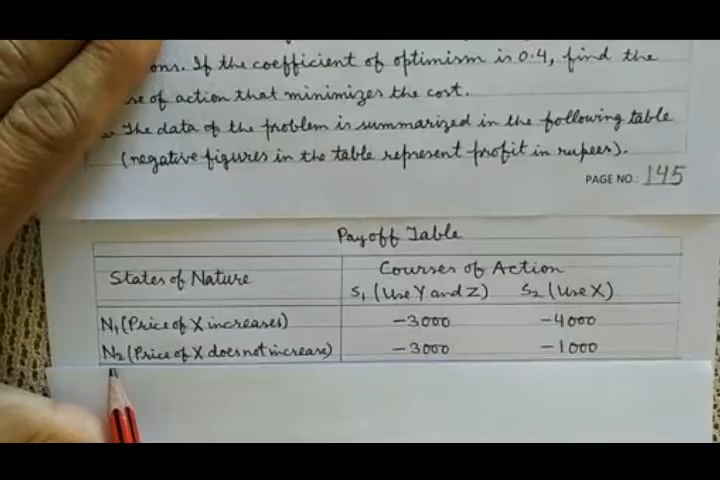 ons. If the coefficient of optimism is 0.4, find the
se of action that minimizes the cost.
The data of the problem is summarized in the following table
(negative figures in the table represent profit in rupees).
PAGE NO.: 145
Payoff Table
States of Nature Courses of Action
S₁ (Use Y and Z) S₂ (Use X)
N₁ (Price of X increases) -3000 -4000
N₂ (Price of X does not increase) -3000 -1000